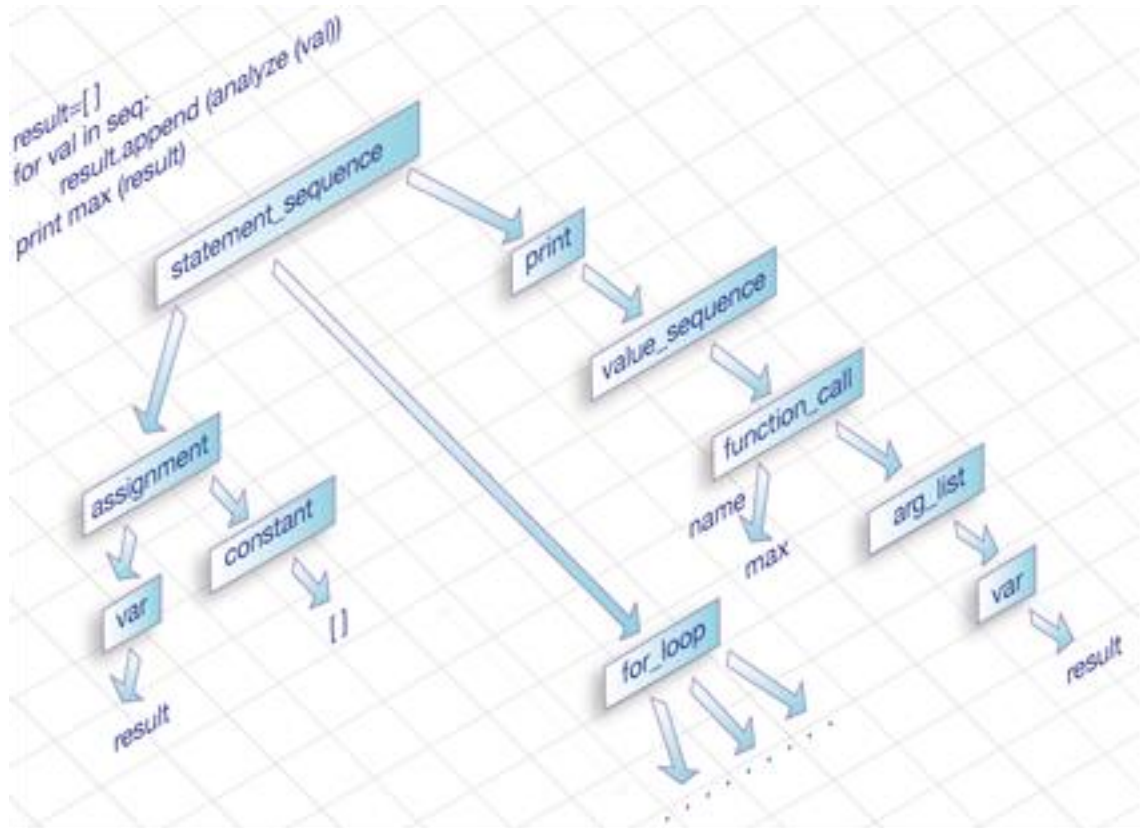 result=[ ]
for val in seq:
result.append (analyze (val))
print max (result)
statement_sequence
print
value_sequence
function_call
name
max
arg_list
var
result
assignment
constant
[ ]
var
result
for_loop